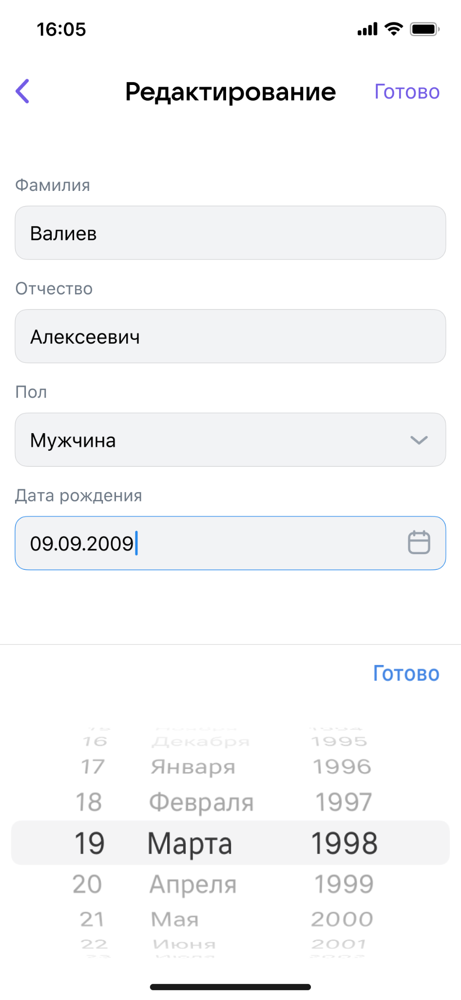 16:05
Редактирование Готово
Фамилия
Валиев
Отчество
Алексеевич
Пол
Мужчина
Дата рождения
09.09.2009
Готово
16 Декабря 1995
17 Января 1996
18 Февраля 1997
19 Марта 1998
20 Апреля 1999
21 Мая 2000
22 Июня 2001